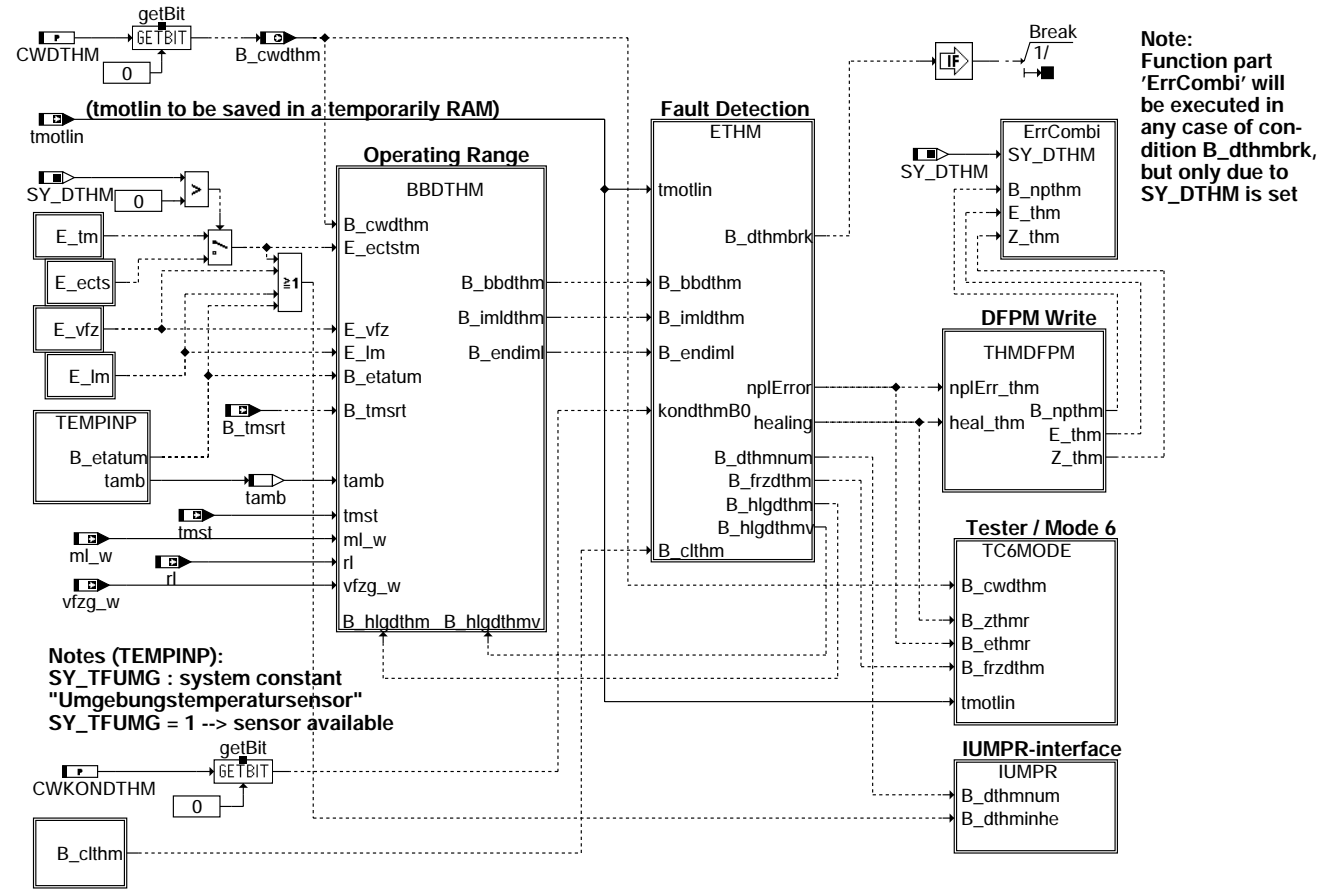 getBit
CWDTHM
P
GETBIT
0
B_cwdthm
Break
1/
IF
Note:
Function part
'ErrCombi' will
be executed in
any case of con-
dition B_dthmbrk,
but only due to
SY_DTHM is set
(tmotlin to be saved in a temporarily RAM)
tmotlin
SY_DTHM
0
>
E_tm
E_ects
E_vfz
E_lm
≥1
TEMPINP
B_etatum
tamb
B_tmsrt
tamb
tmst
ml_w
rl
vfzg_w
Operating Range
BBDTHM
B_cwdthm
E_ectstm
B_bbdthm
B_imldthm
E_vfz
E_lm
B_endiml
B_etatum
B_tmsrt
tamb
tmst
ml_w
rl
vfzg_w
B_hlgdthm B_hlgdthmv
Fault Detection
ETHM
tmotlin
B_dthmbrk
B_bbdthm
B_imldthm
B_endiml
nplError
kondthmB0
healing
B_dthmnum
B_frzdthm
B_hlgdthm
B_hlgdthmv
B_clthm
SY_DTHM
ErrCombi
SY_DTHM
B_npthm
E_thm
Z_thm
DFPM Write
THMDFPM
nplErr_thm
B_npthm
heal_thm
E_thm
Z_thm
Tester / Mode 6
TC6MODE
B_cwdthm
B_zthmr
B_ethmr
B_frzdthm
tmotlin
IUMPR-interface
IUMPR
B_dthmnum
B_dthminhe
Notes (TEMPINP):
SY_TFUMG : system constant
"Umgebungstemperatursensor"
SY_TFUMG = 1 --> sensor available
getBit
P
GETBIT
CWKONDTHM
0
B_clthm